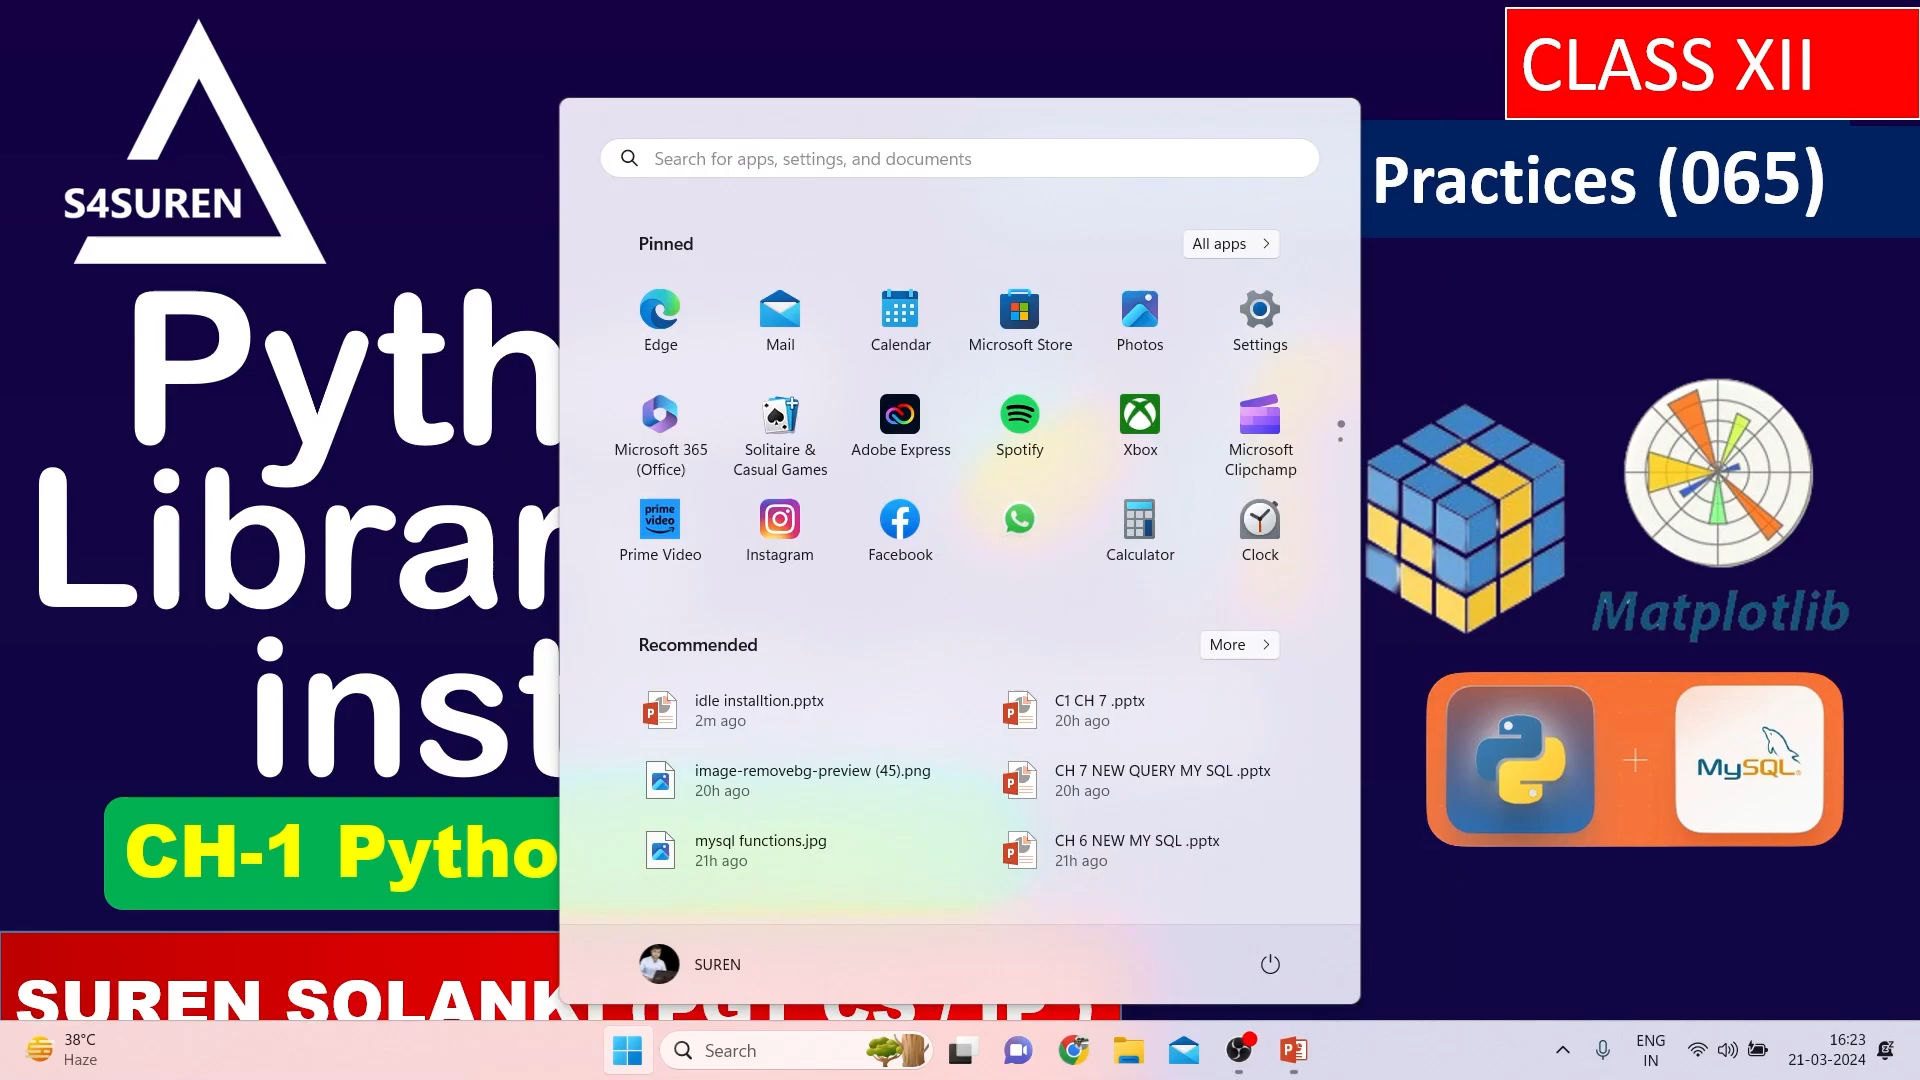 S4SUREN
CLASS XII
Practices (065)
Pyth
Librar
inst
CH-1 Pytho
SUREN SOLANKI (PGT CS / IP )
Matplotlib
MySQL
Search for apps, settings, and documents
Pinned
All apps
Edge
Mail
Calendar
Microsoft Store
Photos
Settings
Microsoft 365
(Office)
Solitaire &
Casual Games
Adobe Express
Spotify
Xbox
Microsoft
Clipchamp
prime
video
Prime Video
Instagram
Facebook
Calculator
Clock
Recommended
More
idle installtion.pptx
2m ago
C1 CH 7 .pptx
20h ago
image-removebg-preview (45).png
20h ago
CH 7 NEW QUERY MY SQL .pptx
20h ago
mysql functions.jpg
21h ago
CH 6 NEW MY SQL .pptx
21h ago
SUREN
38°C
Haze
Search
ENG
IN
16:23
21-03-2024